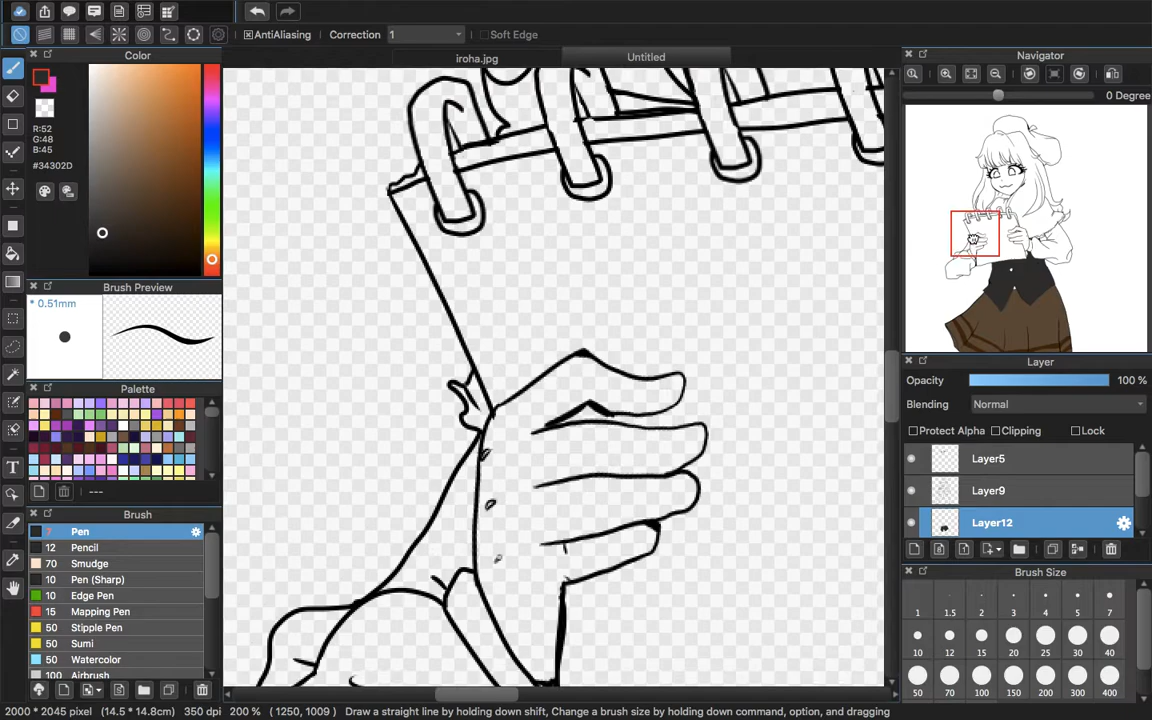 AntiAliasing Correction 1 Soft Edge
Color
iroha.jpg Untitled
Navigator
0 Degree
R:52
G:48
B:45
#34302D
Brush Preview
* 0.51mm
Palette
---
Brush
7 Pen
12 Pencil
70 Smudge
10 Pen (Sharp)
10 Edge Pen
15 Mapping Pen
50 Stipple Pen
50 Sumi
50 Watercolor
100 Airbrush
Layer
Opacity 100 %
Blending Normal
Protect Alpha Clipping Lock
Layer5
Layer9
Layer12
Brush Size
1 1.5 2 3 4 5 7
10 12 15 20 25 30 40
50 70 100 150 200 300 400
2000 * 2045 pixel (14.5 * 14.8cm) 350 dpi 200 % ( 1250, 1009 ) Draw a straight line by holding down shift, Change a brush size by holding down command, option, and dragging